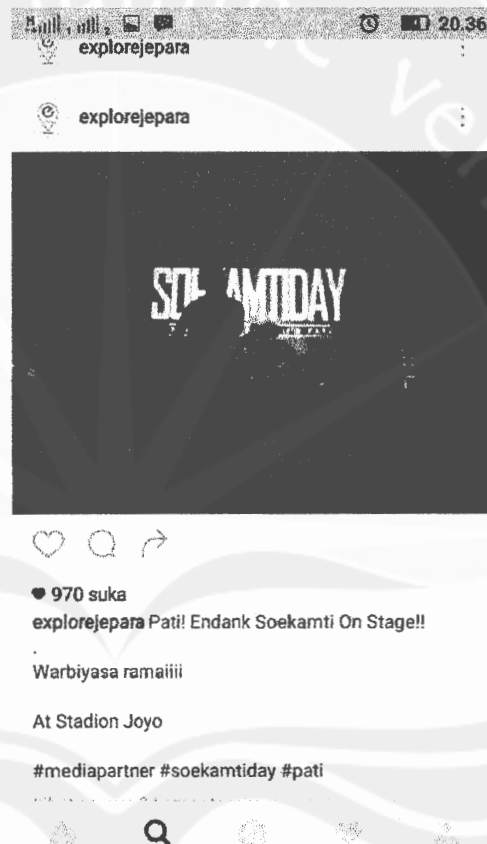 20.36
explorejepara
explorejepara
970 suka
explorejepara Pati! Endank Soekamti On Stage!!
.
Warbiyasa ramaiiii
At Stadion Joyo
#mediapartner #soekamtiday #pati